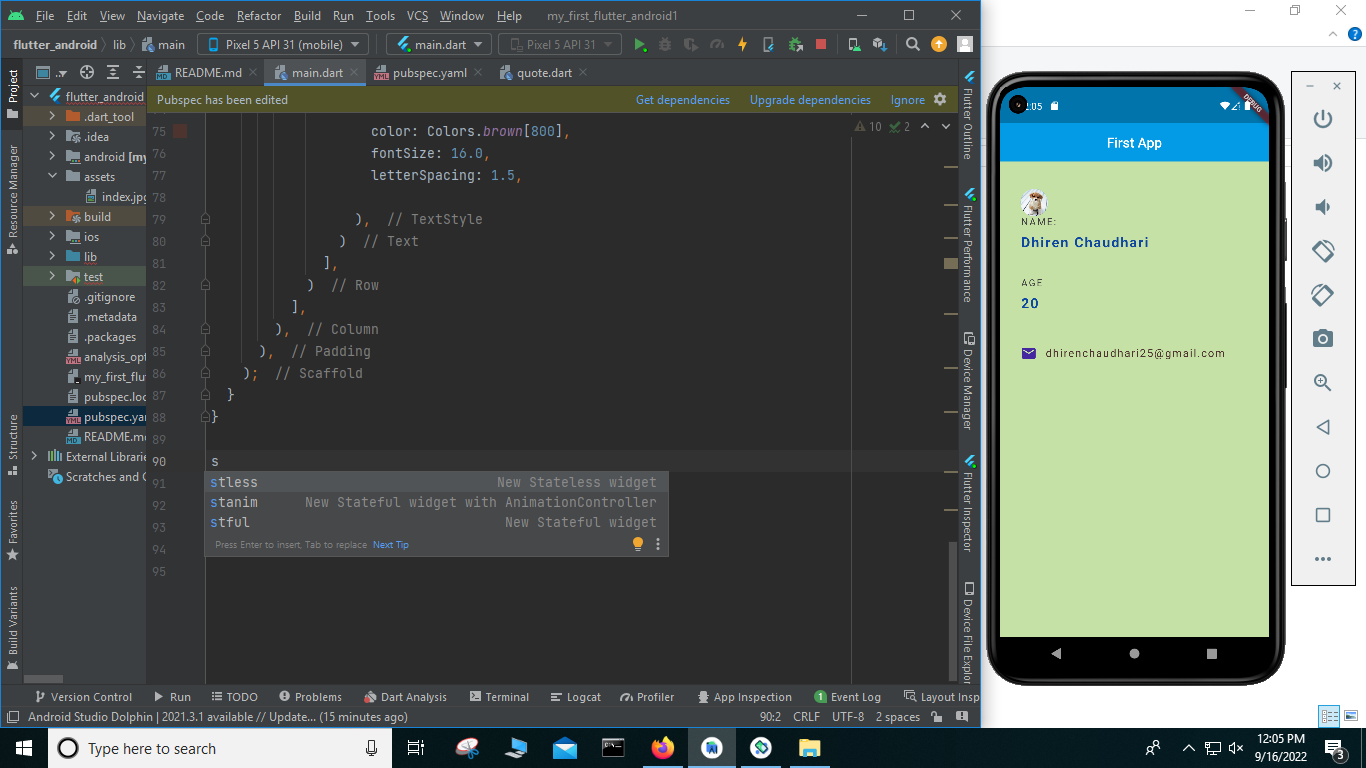 File Edit View Navigate Code Refactor Build Run Tools VCS Window Help my_first_flutter_android1
flutter_android lib main Pixel 5 API 31 (mobile) main.dart Pixel 5 API 31
Project
Resource Manager
Structure
Favorites
Build Variants
flutter_android
.dart_tool
.idea
android [my
assets
index.jpg
build
ios
lib
test
.gitignore
.metadata
.packages
analysis_opt
my_first_flu
pubspec.loc
pubspec.yam
README.m
External Librarie
Scratches and C
README.md main.dart pubspec.yaml quote.dart
Pubspec has been edited Get dependencies Upgrade dependencies Ignore
10 2
75 color: Colors.brown[800],
76 fontSize: 16.0,
77 letterSpacing: 1.5,
78
79 ), // TextStyle
80 ) // Text
81 ],
82 ) // Row
83 ],
84 ), // Column
85 ), // Padding
86 ); // Scaffold
87 }
88 }
89
90 s
91
92
93
94
95
stless New Stateless widget
stanim New Stateful widget with AnimationController
stful New Stateful widget
Press Enter to insert, Tab to replace Next Tip
Flutter Outline
Flutter Performance
Device Manager
Flutter Inspector
Device File Explor
Version Control Run TODO Problems Dart Analysis Terminal Logcat Profiler App Inspection 1 Event Log Layout Insp
Android Studio Dolphin | 2021.3.1 available // Update... (15 minutes ago) 90:2 CRLF UTF-8 2 spaces
:05
DEBUG
First App
NAME:
Dhiren Chaudhari
AGE
20
dhirenchaudhari25@gmail.com
Type here to search
12:05 PM
9/16/2022
3